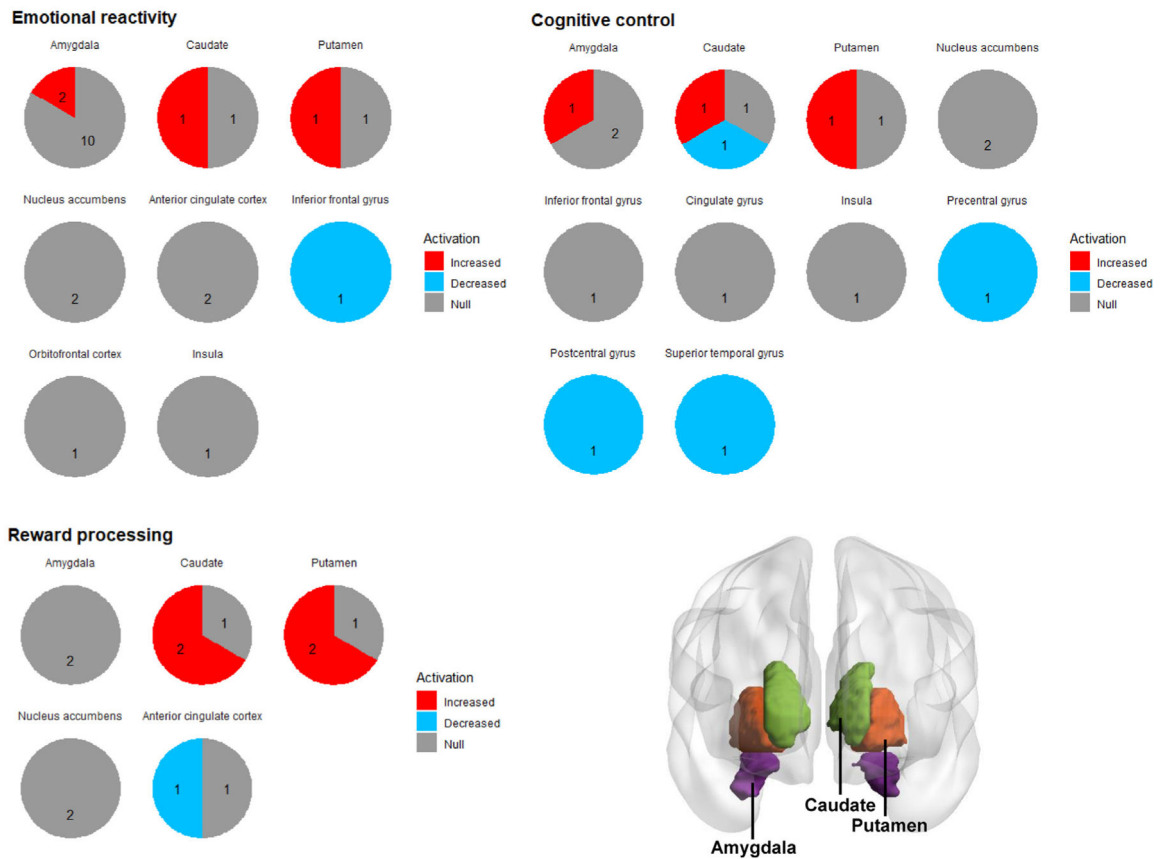 Emotional reactivity
Amygdala Caudate Putamen
2 10 1 1 1 1
Nucleus accumbens Anterior cingulate cortex Inferior frontal gyrus
2 2 1
Activation
Increased
Decreased
Null
Orbitofrontal cortex Insula
1 1
Cognitive control
Amygdala Caudate Putamen Nucleus accumbens
1 2 1 1 1 1 1 2
Inferior frontal gyrus Cingulate gyrus Insula Precentral gyrus
1 1 1 1
Activation
Increased
Decreased
Null
Postcentral gyrus Superior temporal gyrus
1 1
Reward processing
Amygdala Caudate Putamen
2 2 1 2 1
Activation
Increased
Decreased
Null
Nucleus accumbens Anterior cingulate cortex
2 1 1
Caudate
Putamen
Amygdala